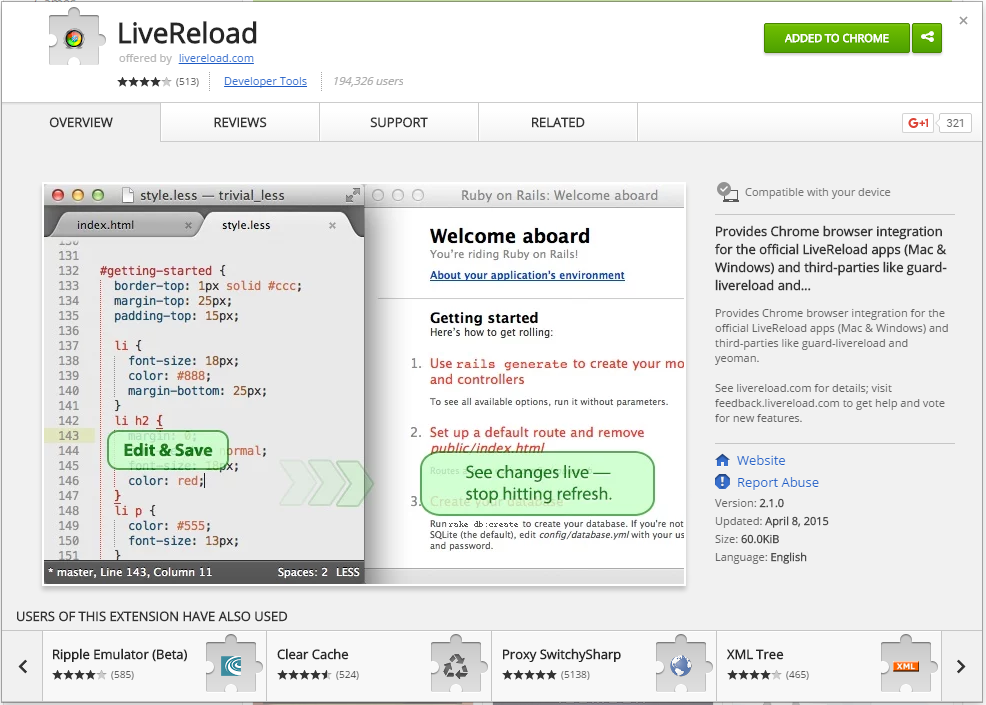 LiveReload
offered by livereload.com
(513) Developer Tools 194,326 users
ADDED TO CHROME
OVERVIEW REVIEWS SUPPORT RELATED
G+1 321
style.less — trivial_less
index.html × style.less ×
131
132 #getting-started {
133 border-top: 1px solid #ccc;
134 margin-top: 25px;
135 padding-top: 15px;
136
137 li {
138 font-size: 18px;
139 color: #888;
140 margin-bottom: 25px;
141 }
142 li h2 {
143 margin: 0;
144 normal;
145 font-size: 18px;
146 color: red;
147 }
148 li p {
149 color: #555;
150 font-size: 13px;
151 }
Edit & Save
* master, Line 143, Column 11 Spaces: 2 LESS
Ruby on Rails: Welcome aboard
Welcome aboard
You're riding Ruby on Rails!
About your application's environment
Getting started
Here's how to get rolling:
1. Use rails generate to create your mo
and controllers
To see all available options, run it without parameters.
2. Set up a default route and remove
public/index.html
Routes
See changes live —
stop hitting refresh.
3. Create your database
Run rake db:create to create your database. If you're not
SQLite (the default), edit config/database.yml with your us
and password.
Compatible with your device
Provides Chrome browser integration
for the official LiveReload apps (Mac &
Windows) and third-parties like guard-
livereload and...
Provides Chrome browser integration for the
official LiveReload apps (Mac & Windows) and
third-parties like guard-livereload and
yeoman.
See livereload.com for details; visit
feedback.livereload.com to get help and vote
for new features.
Website
Report Abuse
Version: 2.1.0
Updated: April 8, 2015
Size: 60.0KiB
Language: English
USERS OF THIS EXTENSION HAVE ALSO USED
Ripple Emulator (Beta)
(585)
Clear Cache
(524)
Proxy SwitchySharp
(5138)
XML Tree
(465)
XML